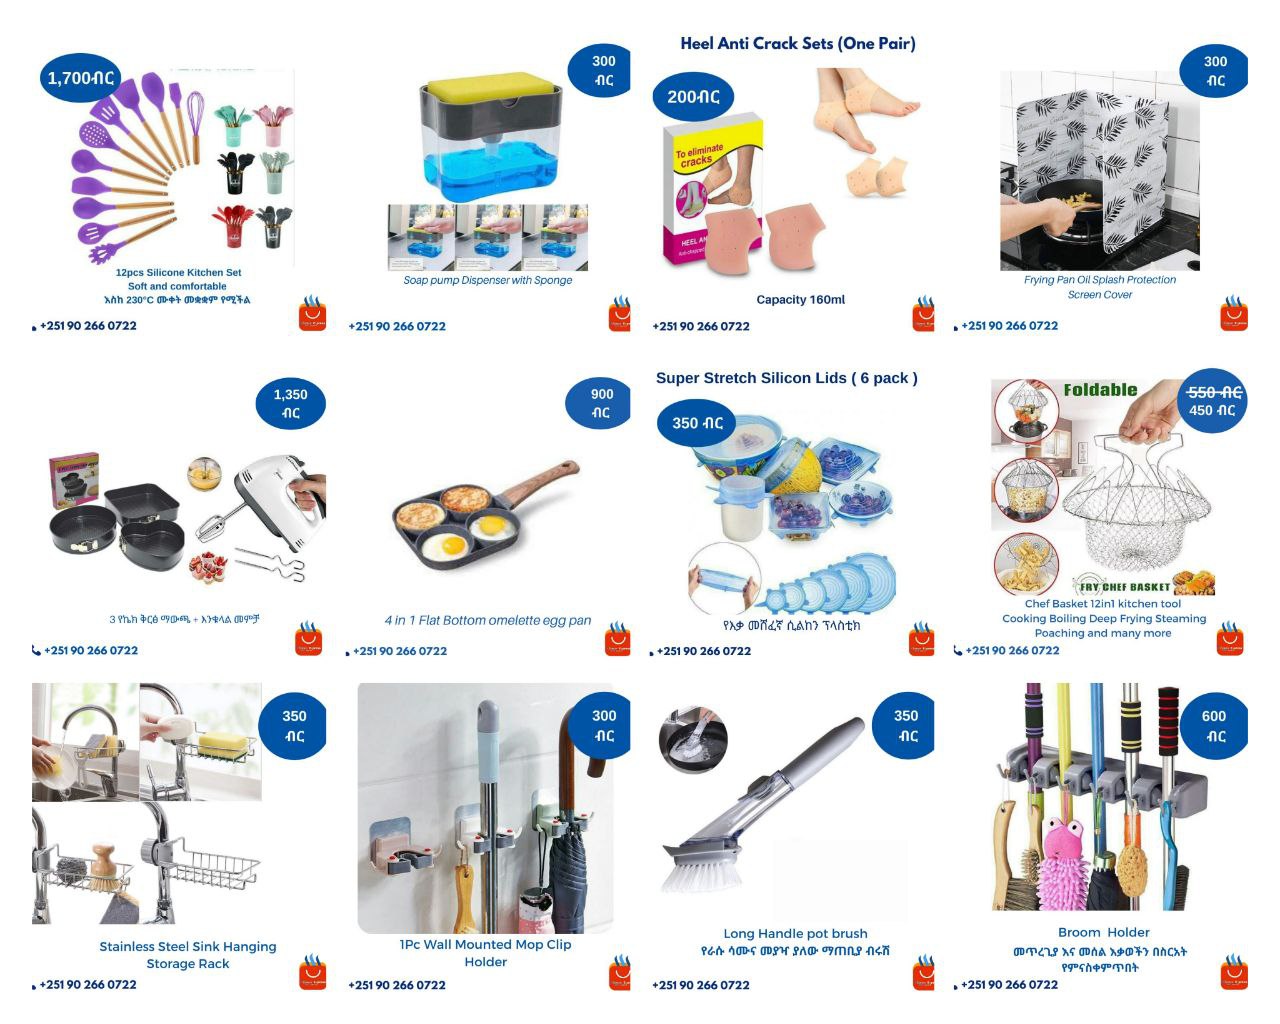 1,700ብር
12pcs Silicone Kitchen Set
Soft and comfortable
እስከ 230°C ሙቀት መቋቋም የሚችል
+251 90 266 0722
300
ብር
Soap pump Dispenser with Sponge
+251 90 266 0722
Heel Anti Crack Sets (One Pair)
200ብር
To eliminate
cracks
HEEL AN
Capacity 160ml
+251 90 266 0722
300
ብር
Frying Pan Oil Splash Protection
Screen Cover
+251 90 266 0722
1,350
ብር
3 የኬክ ቅርፅ ማውጫ + እንቁላል መምቻ
+251 90 266 0722
900
ብር
4 in 1 Flat Bottom omelette egg pan
+251 90 266 0722
Super Stretch Silicon Lids ( 6 pack )
350 ብር
የእቃ መሸፈኛ ሲልከን ፕላስቲክ
+251 90 266 0722
Foldable
550 ብር
450 ብር
FRY CHEF BASKET
Chef Basket 12in1 kitchen tool
Cooking Boiling Deep Frying Steaming
Poaching and many more
+251 90 266 0722
350
ብር
Stainless Steel Sink Hanging
Storage Rack
+251 90 266 0722
300
ብር
1Pc Wall Mounted Mop Clip
Holder
+251 90 266 0722
350
ብር
Long Handle pot brush
የራሱ ሳሙና መያዣ ያለው ማጠቢያ ብሩሽ
+251 90 266 0722
600
ብር
Broom Holder
መጥረጊያ እና መሰል እቃወችን በስርአት
የምናስቀምጥበት
+251 90 266 0722